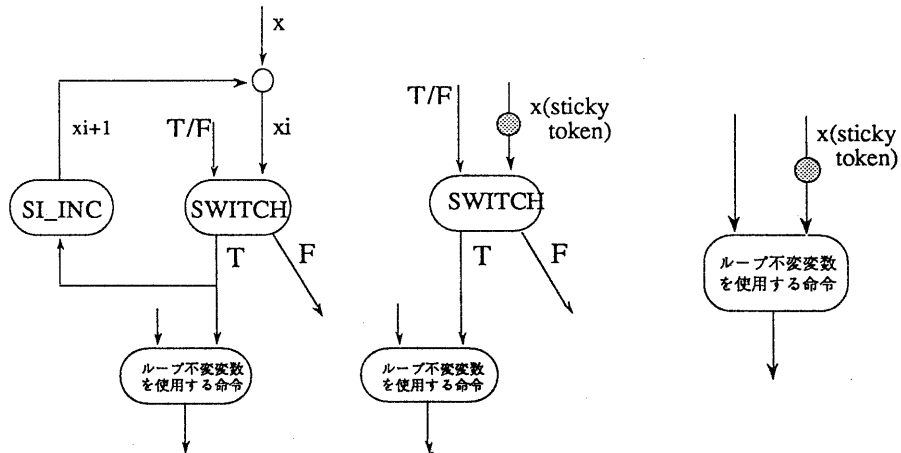 x
xi+1
T/F
xi
SI_INC
SWITCH
T
F
ループ不変変数
を使用する命令
T/F
x(sticky
token)
SWITCH
T
F
ループ不変変数
を使用する命令
x(sticky
token)
ループ不変変数
を使用する命令